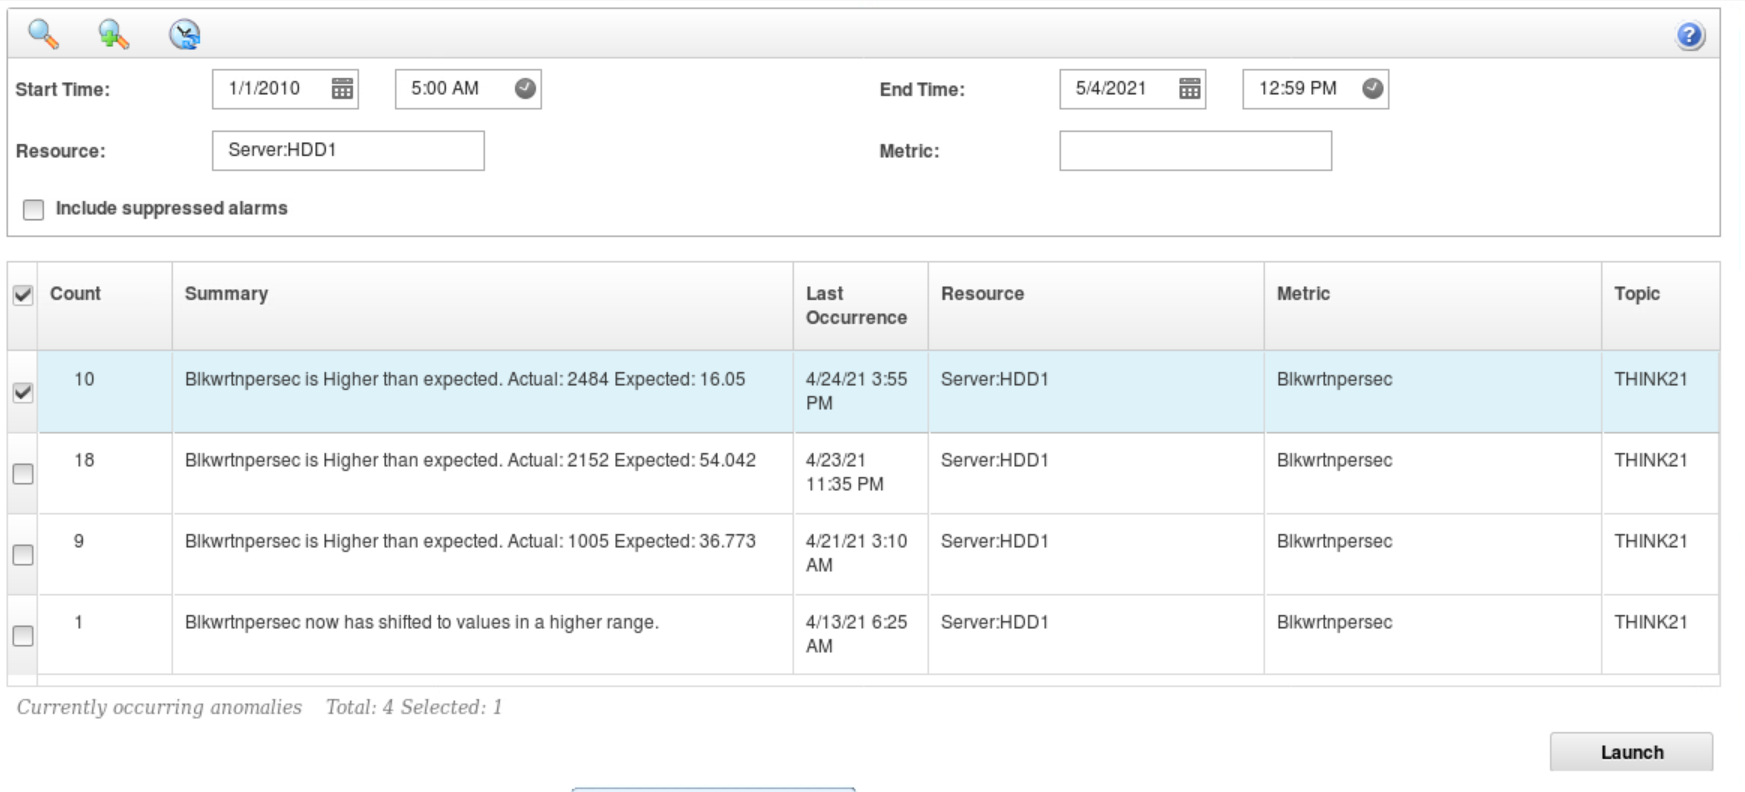 Start Time: 1/1/2010 5:00 AM End Time: 5/4/2021 12:59 PM
Resource: Server:HDD1 Metric:
Include suppressed alarms
Count Summary Last Occurrence Resource Metric Topic
10 Blkwrtnpersec is Higher than expected. Actual: 2484 Expected: 16.05 4/24/21 3:55 PM Server:HDD1 Blkwrtnpersec THINK21
18 Blkwrtnpersec is Higher than expected. Actual: 2152 Expected: 54.042 4/23/21 11:35 PM Server:HDD1 Blkwrtnpersec THINK21
9 Blkwrtnpersec is Higher than expected. Actual: 1005 Expected: 36.773 4/21/21 3:10 AM Server:HDD1 Blkwrtnpersec THINK21
1 Blkwrtnpersec now has shifted to values in a higher range. 4/13/21 6:25 AM Server:HDD1 Blkwrtnpersec THINK21
Currently occurring anomalies Total: 4 Selected: 1
Launch